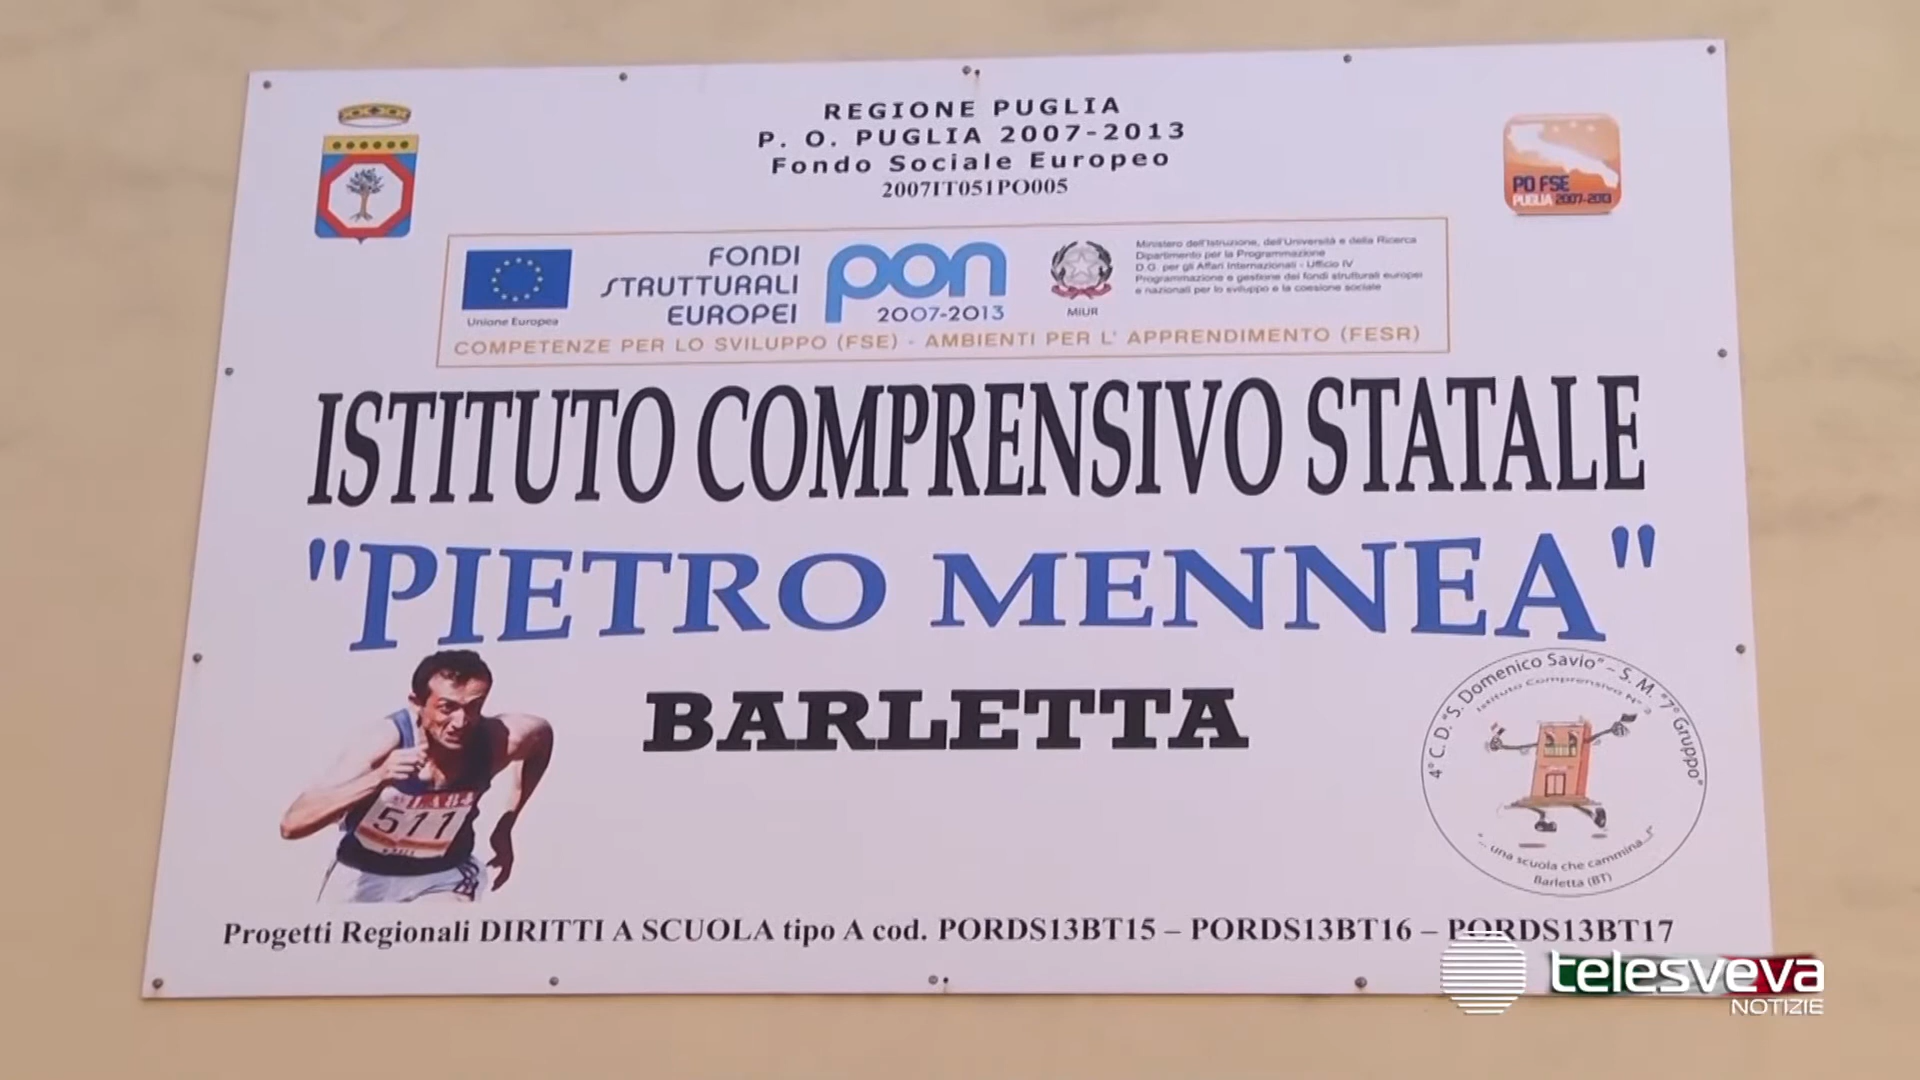 REGIONE PUGLIA
P. O. PUGLIA 2007-2013
Fondo Sociale Europeo
2007IT051PO005
PO FSE
PUGLIA 2007-2013
Unione Europea
FONDI
STRUTTURALI
EUROPEI
pon
2007-2013
MIUR
Ministero dell'Istruzione, dell'Università e della Ricerca
Dipartimento per la Programmazione
D.G. per gli Affari Internazionali - Ufficio IV
Programmazione e gestione dei fondi strutturali europei
e nazionali per lo sviluppo e la coesione sociale
COMPETENZE PER LO SVILUPPO (FSE) - AMBIENTI PER L' APPRENDIMENTO (FESR)
ISTITUTO COMPRENSIVO STATALE
"PIETRO MENNEA"
BARLETTA
511
4° C.D. "S. Domenico Savio" – S. M. "7° Gruppo"
Istituto Comprensivo N° 2
"... una scuola che cammina..."
Barletta (BT)
Progetti Regionali DIRITTI A SCUOLA tipo A cod. PORDS13BT15 – PORDS13BT16 – PORDS13BT17
telesveva
NOTIZIE